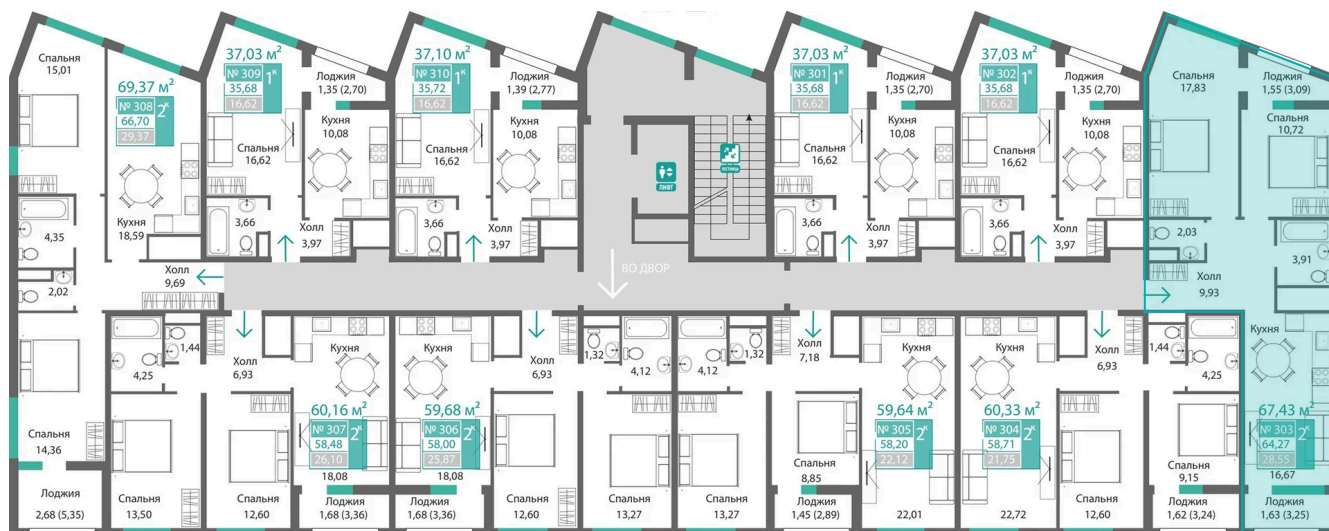 Спальня
15,01
69,37 м²
№ 308
66,70
29,37
2к
Кухня
18,59
4,35
2,02
Холл
9,69
Спальня
14,36
Лоджия
2,68 (5,35)
37,03 м²
№ 309
35,68
16,62
1к
Лоджия
1,35 (2,70)
Кухня
10,08
Спальня
16,62
3,66
Холл
3,97
37,10 м²
№ 310
35,72
16,62
1к
Лоджия
1,39 (2,77)
Кухня
10,08
Спальня
16,62
3,66
Холл
3,97
ЛИФТ
ЛЕСТНИЦА
ВО ДВОР
37,03 м²
№ 301
35,68
16,62
1к
Лоджия
1,35 (2,70)
Кухня
10,08
Спальня
16,62
3,66
Холл
3,97
37,03 м²
№ 302
35,68
16,62
1к
Лоджия
1,35 (2,70)
Кухня
10,08
Спальня
16,62
3,66
Холл
3,97
Спальня
17,83
Лоджия
1,55 (3,09)
Спальня
10,72
2,03
3,91
Холл
9,93
Кухня
67,43 м²
№ 303
64,27
28,55
2к
16,67
Лоджия
1,63 (3,25)
1,44
4,25
Холл
6,93
Кухня
60,16 м²
№ 307
58,48
26,10
2к
18,08
Спальня
13,50
Спальня
12,60
Лоджия
1,68 (3,36)
Кухня
Холл
6,93
1,32
4,12
59,68 м²
№ 306
58,00
25,87
2к
18,08
Лоджия
1,68 (3,36)
Спальня
12,60
Спальня
13,27
4,12
1,32
Холл
7,18
Кухня
59,64 м²
№ 305
58,20
22,12
2к
Спальня
13,27
Спальня
8,85
Лоджия
1,45 (2,89)
22,01
Кухня
Холл
6,93
1,44
4,25
60,33 м²
№ 304
58,71
21,75
2к
22,72
Спальня
12,60
Спальня
9,15
Лоджия
1,62 (3,24)